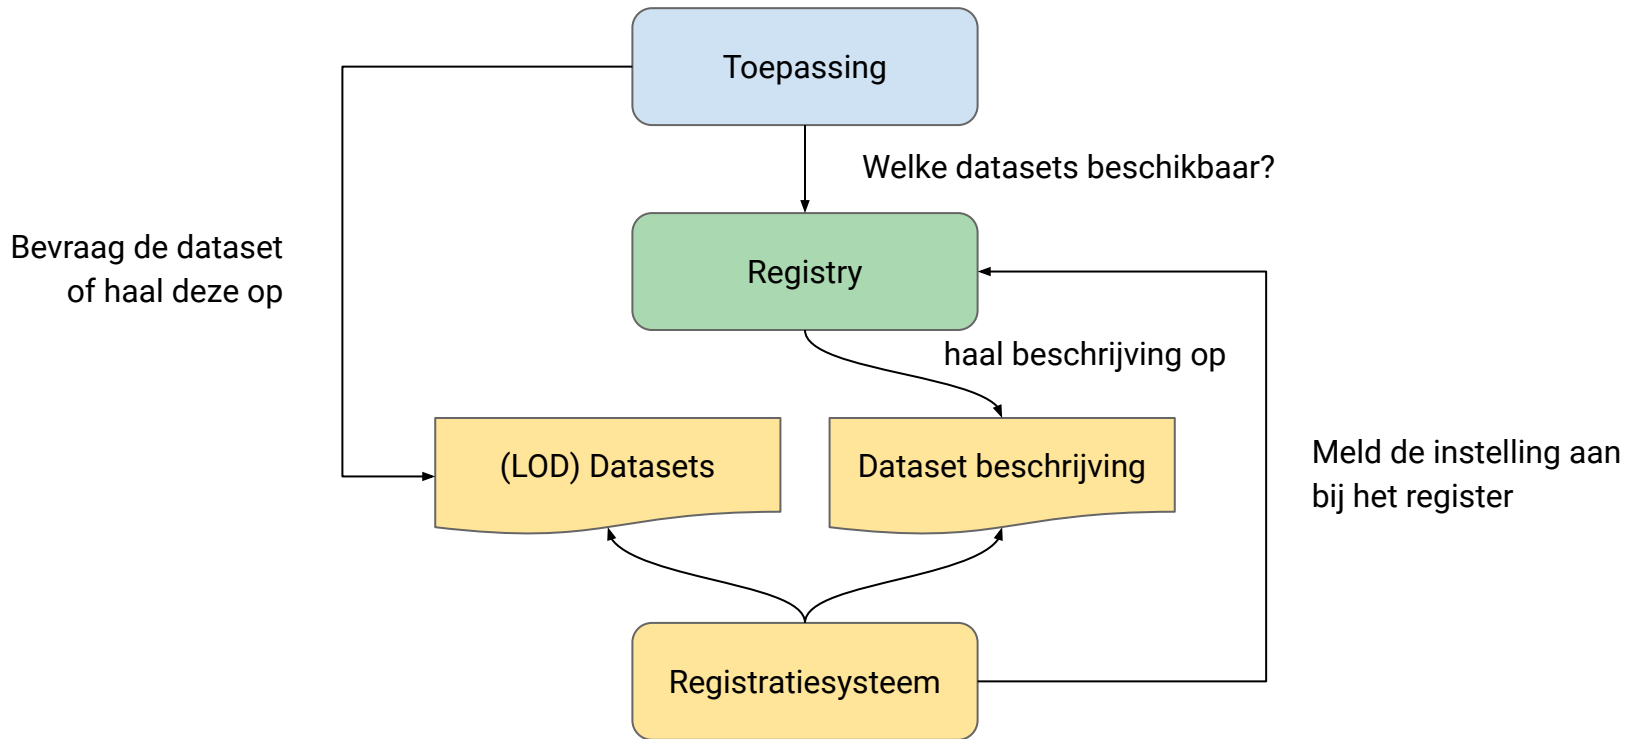 Toepassing
Welke datasets beschikbaar?
Bevraag de dataset
of haal deze op
Registry
haal beschrijving op
(LOD) Datasets
Dataset beschrijving
Meld de instelling aan
bij het register
Registratiesysteem